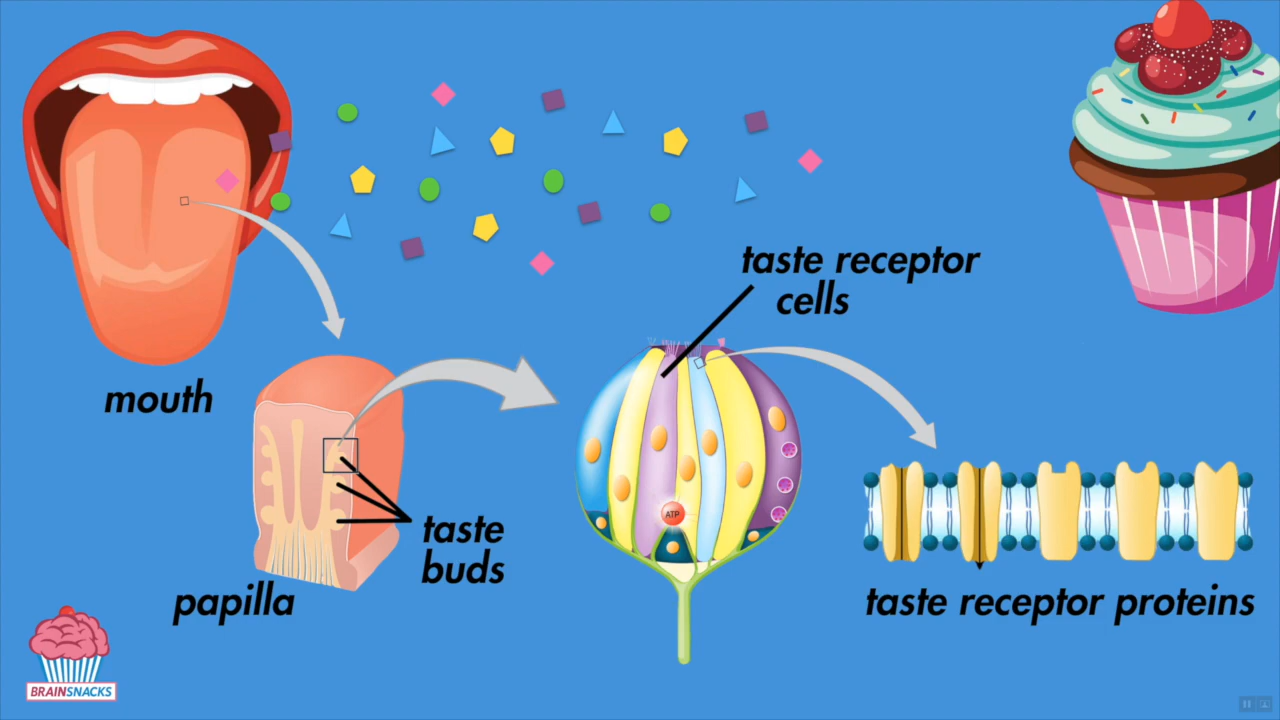 taste receptor
cells
mouth
ATP
taste
buds
papilla
taste receptor proteins
BRAINSNACKS